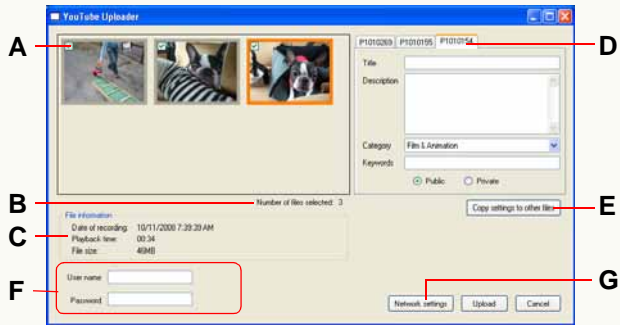 YouTube Uploader
A
D
P1010269 P1010155 P1010154
Title
Description
Category Film & Animation
Keywords
Public Private
B
Number of files selected: 3
E
Copy settings to other files
C
File information
Date of recording: 10/11/2008 7:39:39 AM
Playback time: 00:34
File size: 46MB
F
User name
Password
G
Network settings Upload Cancel